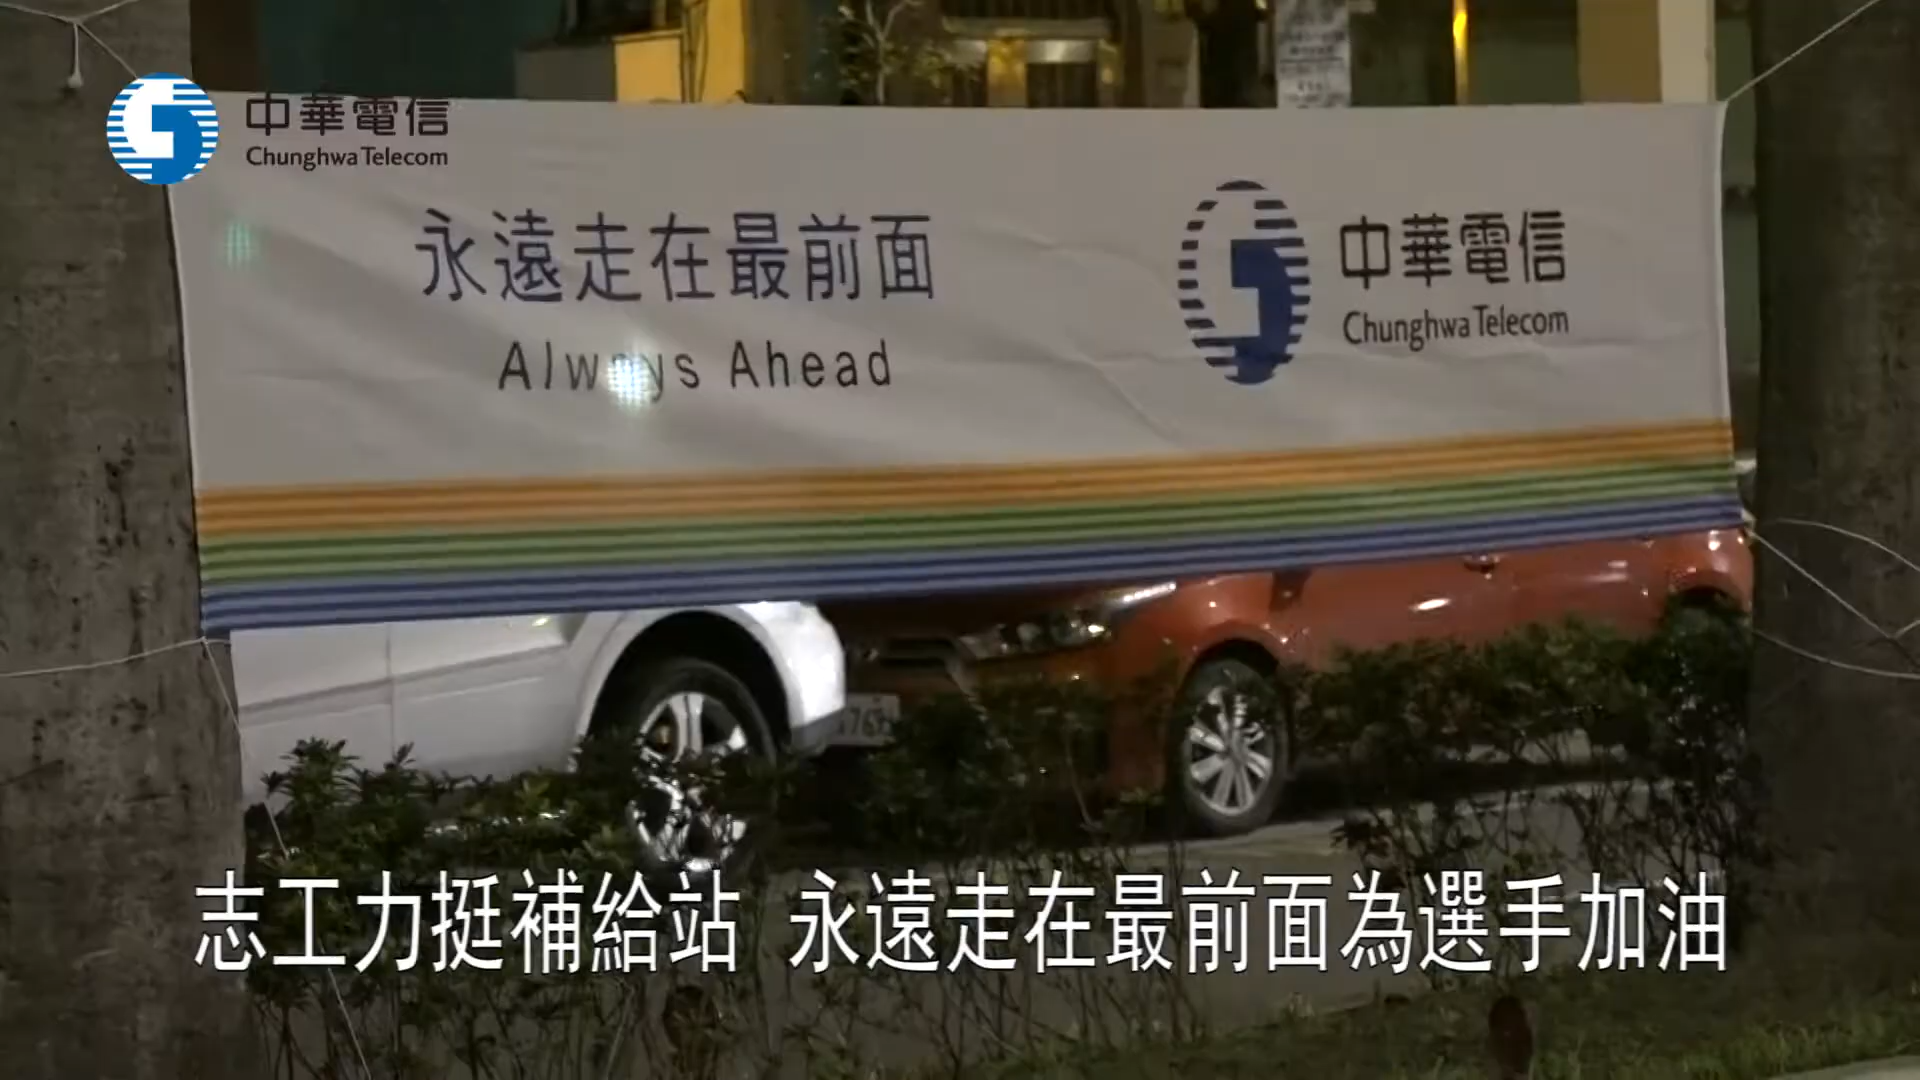 中華電信
Chunghwa Telecom
永遠走在最前面
Always Ahead
中華電信
Chunghwa Telecom
志工力挺補給站 永遠走在最前面為選手加油